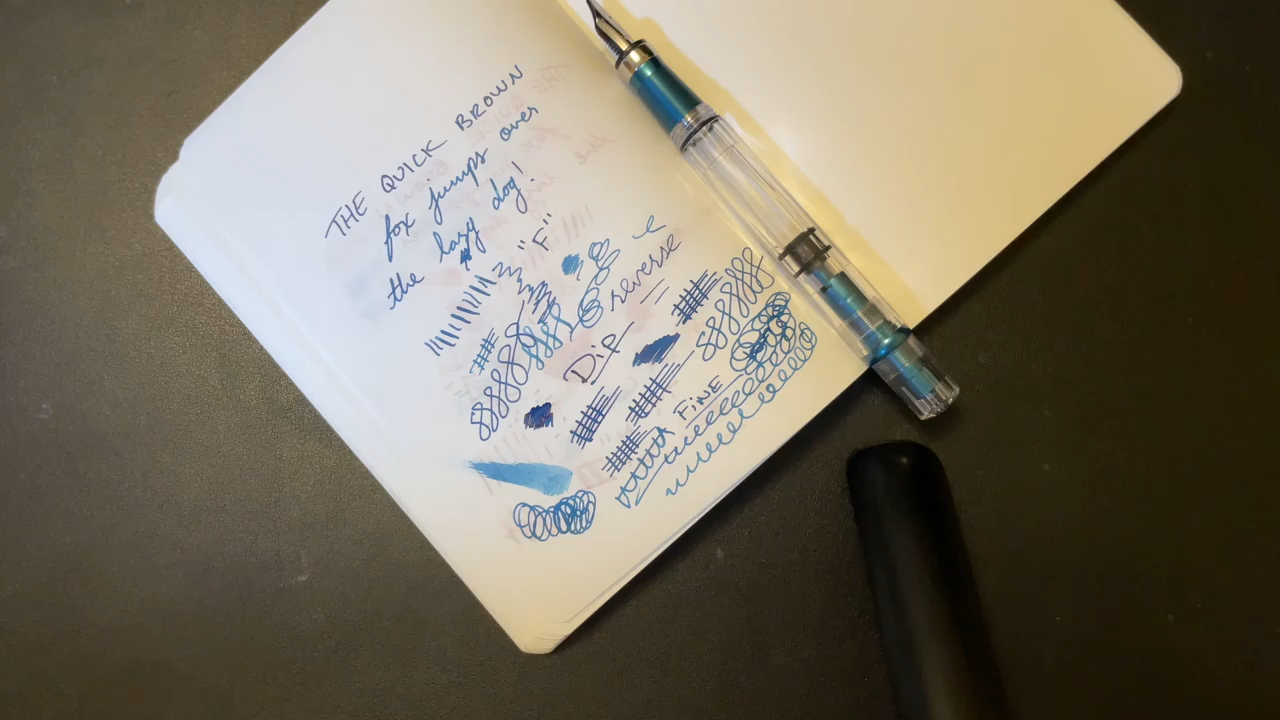 THE QUICK BROWN
fox jumps over
the lazy dog!
"F"
reverse
Dip
FINE